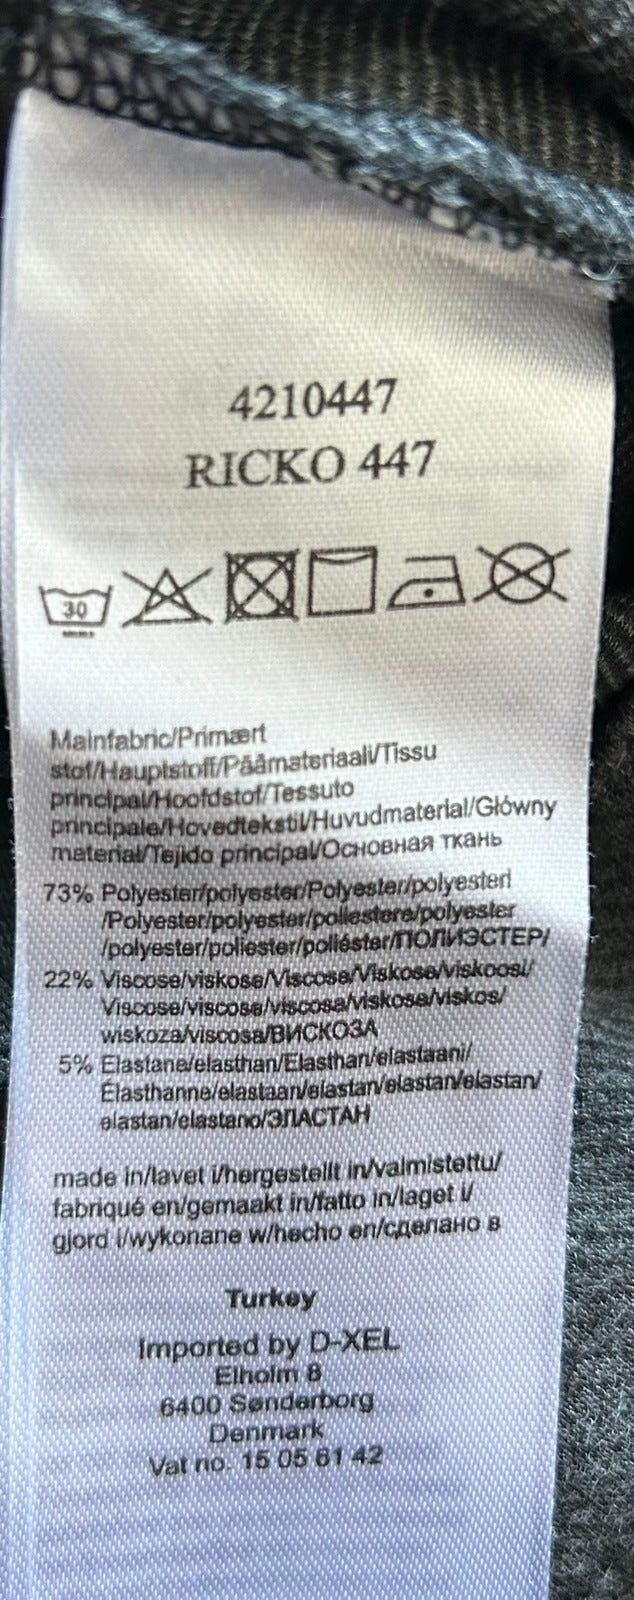 4210447
RICKO 447
30
Mainfabric/Primært
stof/Hauptstoff/Päämateriaali/Tissu
principal/Hoofdstof/Tessuto
principale/Hovedtekstil/Huvudmaterial/Główny
materiał/Tejido principal/Основная ткань
73% Polyester/polyester/Polyester/polyesteri
/Polyester/polyester/poliestere/polyester
/polyester/poliester/poliéster/ПОЛИЭСТЕР/
22% Viscose/viskose/Viscose/Viskose/viskoosi/
Viscose/viscose/viscosa/viskose/viskos/
wiskoza/viscosa/ВИСКОЗА
5% Elastane/elasthan/Elasthan/elastaani/
Élasthanne/elastaan/elastan/elastan/elastan/
elastan/elastano/ЭЛАСТАН
made in/lavet i/hergestellt in/valmistettu/
fabriqué en/gemaakt in/fatto in/laget i/
gjord i/wykonane w/hecho en/сделано в
Turkey
Imported by D-XEL
Elholm 8
6400 Sønderborg
Denmark
Vat no. 15 05 61 42